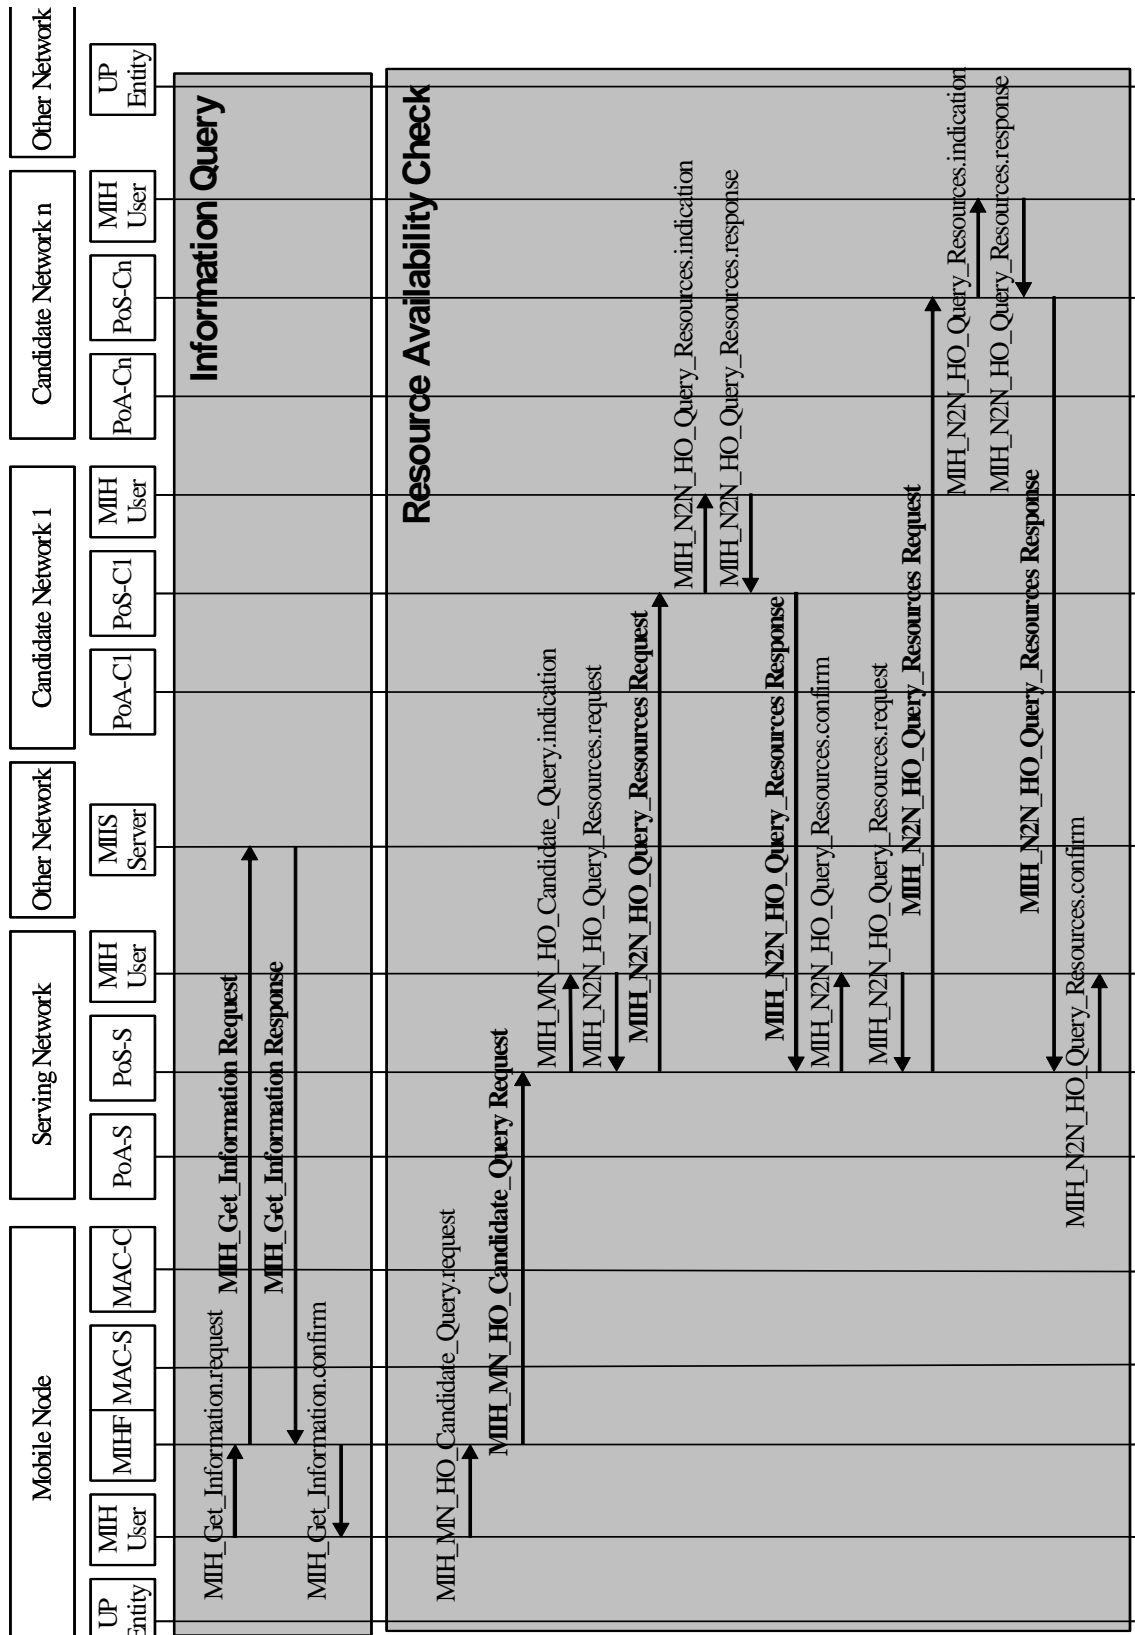 Mobile Node
Serving Network
Other Network
Candidate Network 1
Candidate Network n
Other Network
UP
Entity
MIH
User
MIHF
MAC-S
MAC-C
PoA-S
PoS-S
MIH
User
MIIS
Server
PoA-C1
PoS-C1
MIH
User
PoA-Cn
PoS-Cn
MIH
User
UP
Entity
Information Query
MIH_Get_Information.request
MIH_Get_Information Request
MIH_Get_Information Response
MIH_Get_Information.confirm
Resource Availability Check
MIH_MN_HO_Candidate_Query.request
MIH_MN_HO_Candidate_Query Request
MIH_MN_HO_Candidate_Query.indication
MIH_N2N_HO_Query_Resources.request
MIH_N2N_HO_Query_Resources Request
MIH_N2N_HO_Query_Resources.indication
MIH_N2N_HO_Query_Resources.response
MIH_N2N_HO_Query_Resources Response
MIH_N2N_HO_Query_Resources.confirm
MIH_N2N_HO_Query_Resources.request
MIH_N2N_HO_Query_Resources Request
MIH_N2N_HO_Query_Resources.indication
MIH_N2N_HO_Query_Resources.response
MIH_N2N_HO_Query_Resources Response
MIH_N2N_HO_Query_Resources.confirm